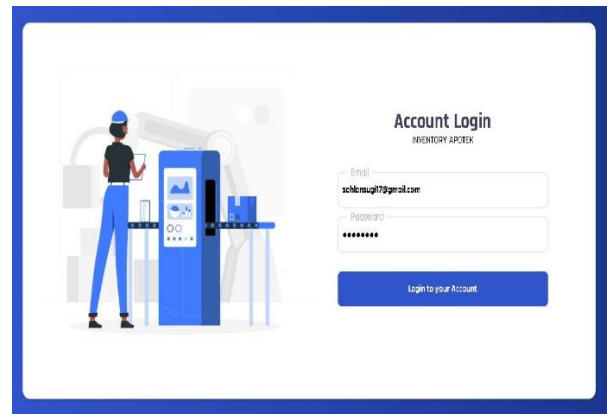 Account Login
INVENTORY APOTEK
Email
Password
••••••••
Login to your Account